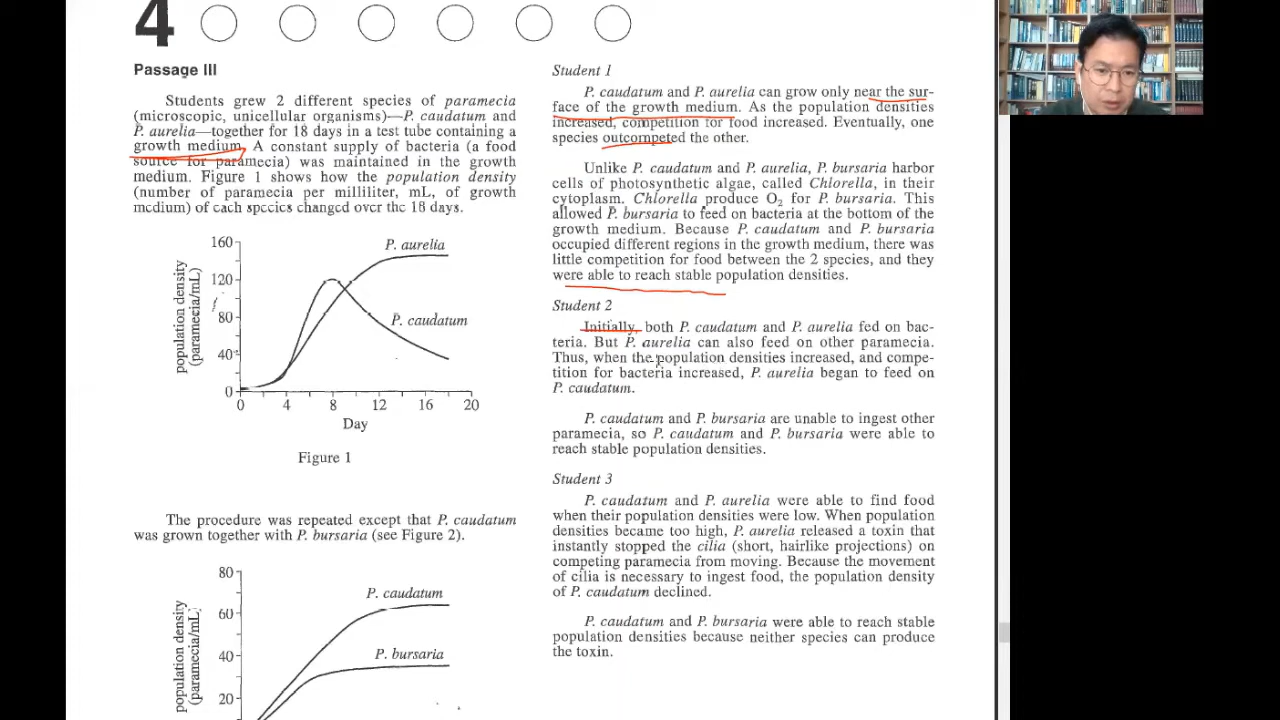 4
Passage III
Students grew 2 different species of paramecia
(microscopic, unicellular organisms)—P. caudatum and
P. aurelia—together for 18 days in a test tube containing a
growth medium. A constant supply of bacteria (a food
source for paramecia) was maintained in the growth
medium. Figure 1 shows how the population density
(number of paramecia per milliliter, mL, of growth
medium) of each species changed over the 18 days.
160
120
80
40
0
population density
(paramecia/mL)
P. aurelia
P. caudatum
0 4 8 12 16 20
Day
Figure 1
The procedure was repeated except that P. caudatum
was grown together with P. bursaria (see Figure 2).
80
60
40
20
population density
(paramecia/mL)
P. caudatum
P. bursaria
Student 1
P. caudatum and P. aurelia can grow only near the sur-
face of the growth medium. As the population densities
increased, competition for food increased. Eventually, one
species outcompeted the other.
Unlike P. caudatum and P. aurelia, P. bursaria harbor
cells of photosynthetic algae, called Chlorella, in their
cytoplasm. Chlorella produce O₂ for P. bursaria. This
allowed P. bursaria to feed on bacteria at the bottom of the
growth medium. Because P. caudatum and P. bursaria
occupied different regions in the growth medium, there was
little competition for food between the 2 species, and they
were able to reach stable population densities.
Student 2
Initially, both P. caudatum and P. aurelia fed on bac-
teria. But P. aurelia can also feed on other paramecia.
Thus, when the population densities increased, and compe-
tition for bacteria increased, P. aurelia began to feed on
P. caudatum.
P. caudatum and P. bursaria are unable to ingest other
paramecia, so P. caudatum and P. bursaria were able to
reach stable population densities.
Student 3
P. caudatum and P. aurelia were able to find food
when their population densities were low. When population
densities became too high, P. aurelia released a toxin that
instantly stopped the cilia (short, hairlike projections) on
competing paramecia from moving. Because the movement
of cilia is necessary to ingest food, the population density
of P. caudatum declined.
P. caudatum and P. bursaria were able to reach stable
population densities because neither species can produce
the toxin.